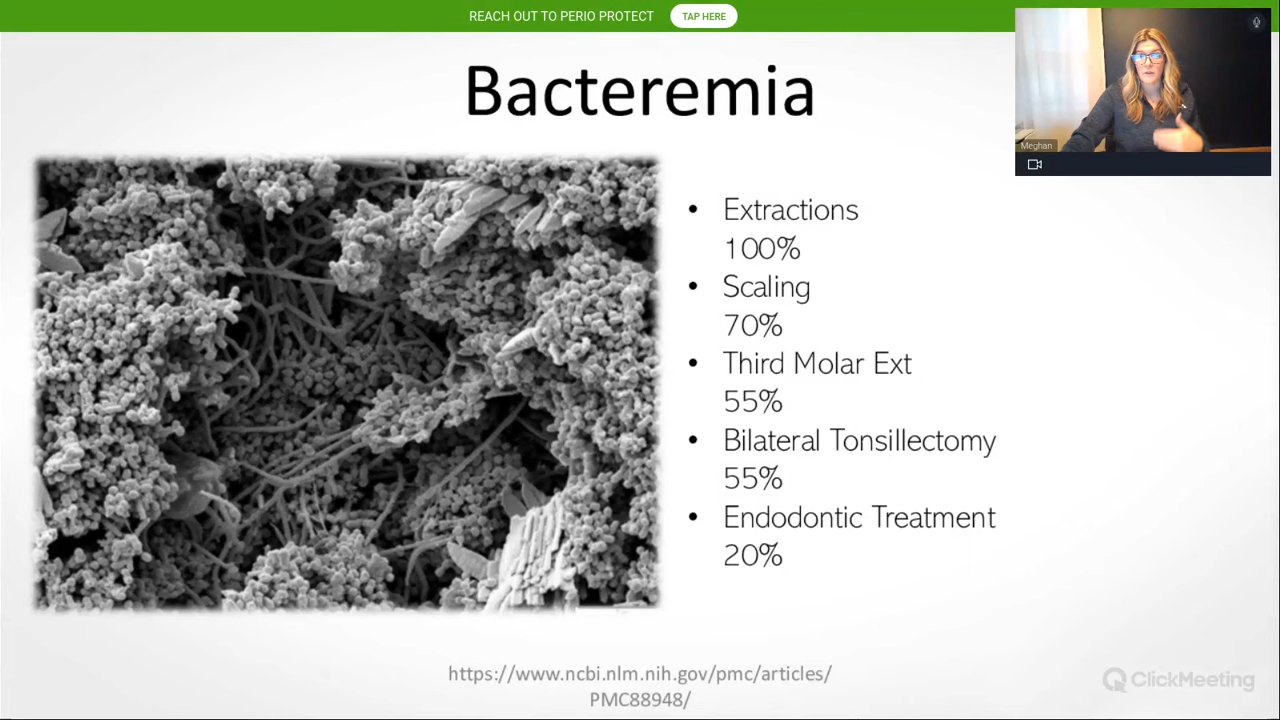 REACH OUT TO PERIO PROTECT TAP HERE
Bacteremia
Meghan
• Extractions
100%
• Scaling
70%
• Third Molar Ext
55%
• Bilateral Tonsillectomy
55%
• Endodontic Treatment
20%
https://www.ncbi.nlm.nih.gov/pmc/articles/
PMC88948/
ClickMeeting